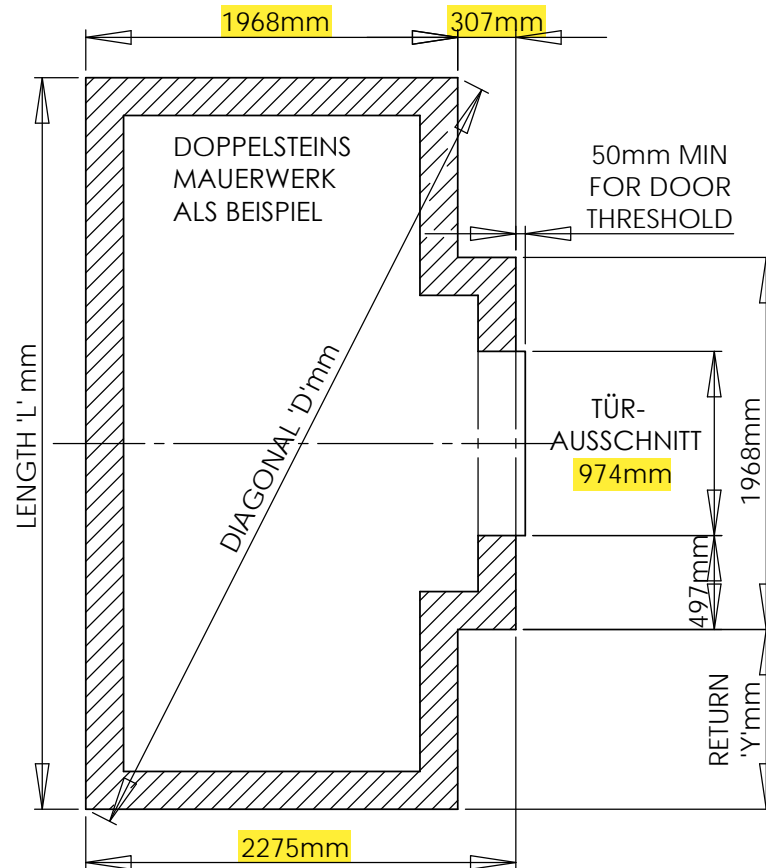 1968mm
307mm
DOPPELSTEINS
MAUERWERK
ALS BEISPIEL
50mm MIN
FOR DOOR
THRESHOLD
LENGTH 'L' mm
DIAGONAL 'D'mm
TÜR-
AUSSCHNITT
974mm
1968mm
497mm
RETURN
'Y'mm
2275mm